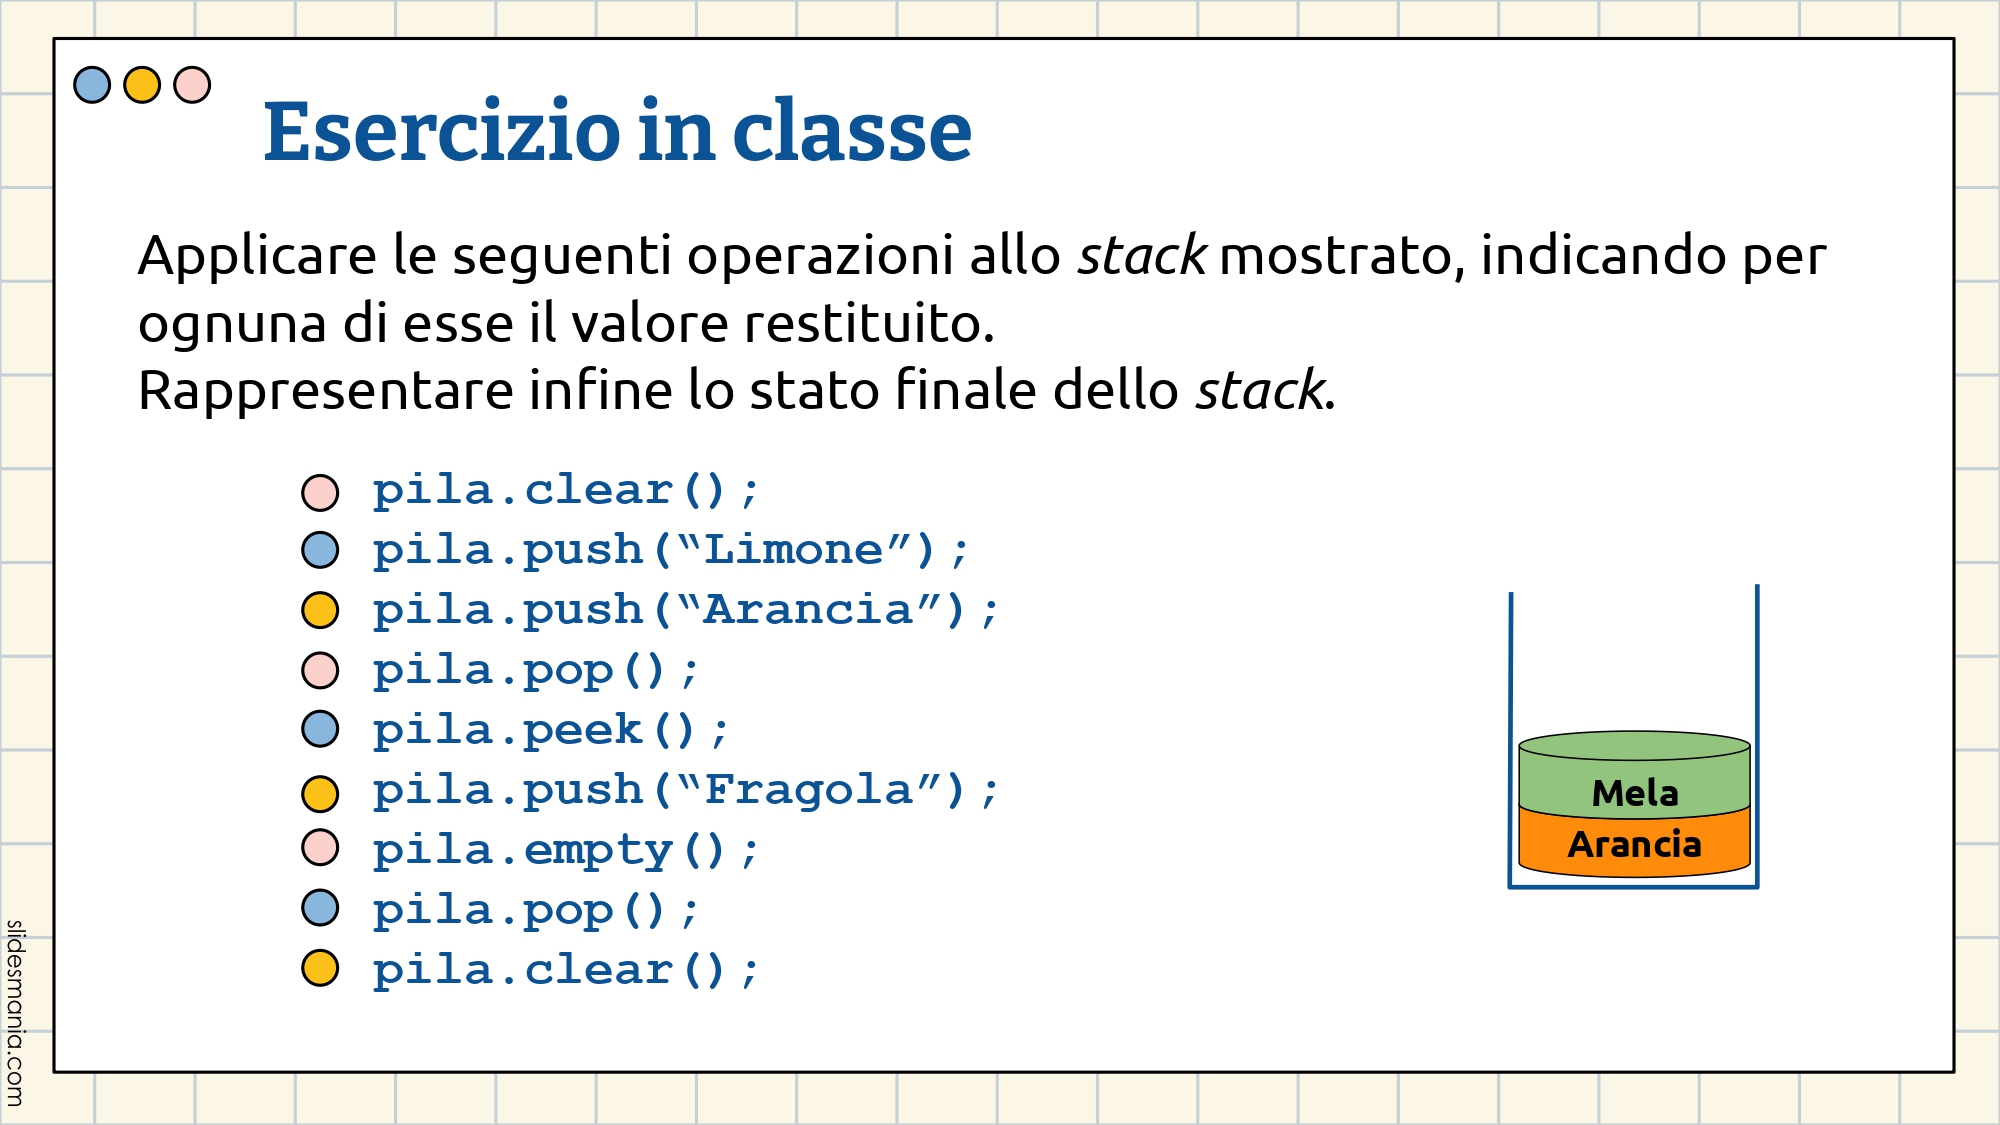 Esercizio in classe
Applicare le seguenti operazioni allo stack mostrato, indicando per
ognuna di esse il valore restituito.
Rappresentare infine lo stato finale dello stack.
pila.clear();
pila.push(“Limone”);
pila.push(“Arancia”);
pila.pop();
pila.peek();
pila.push(“Fragola”);
pila.empty();
pila.pop();
pila.clear();
Mela
Arancia
slidesmania.com